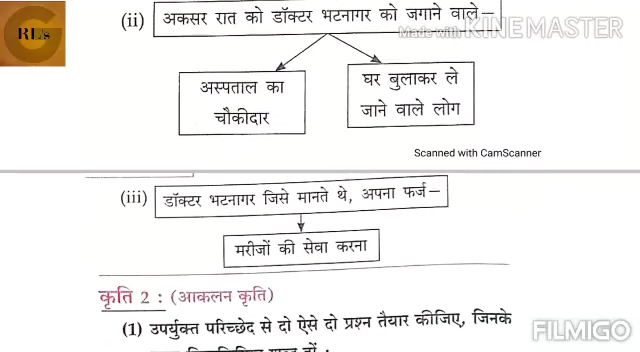 RL's
(ii) अकसर रात को डॉक्टर भटनागर को जगाने वाले–
Made with KINEMASTER
अस्पताल का
चौकीदार
घर बुलाकर ले
जाने वाले लोग
Scanned with CamScanner
(iii) डॉक्टर भटनागर जिसे मानते थे, अपना फर्ज–
मरीजों की सेवा करना
कृति 2 : (आकलन कृति)
(1) उपर्युक्त परिच्छेद से दो ऐसे दो प्रश्न तैयार कीजिए, जिनके
FILMIGO